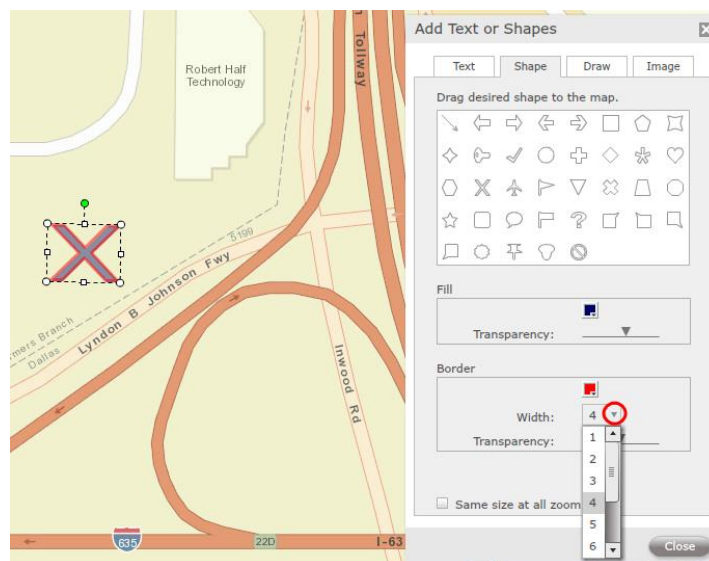 Robert Half
Technology
Tollway
5199
Lyndon B Johnson Fwy
mers Branch
Dallas
Inwood Rd
635
22D
I-63
Add Text or Shapes
Text
Shape
Draw
Image
Drag desired shape to the map.
Fill
Transparency:
Border
Width:
4
Transparency:
1
2
3
4
5
6
Same size at all zoom
Close